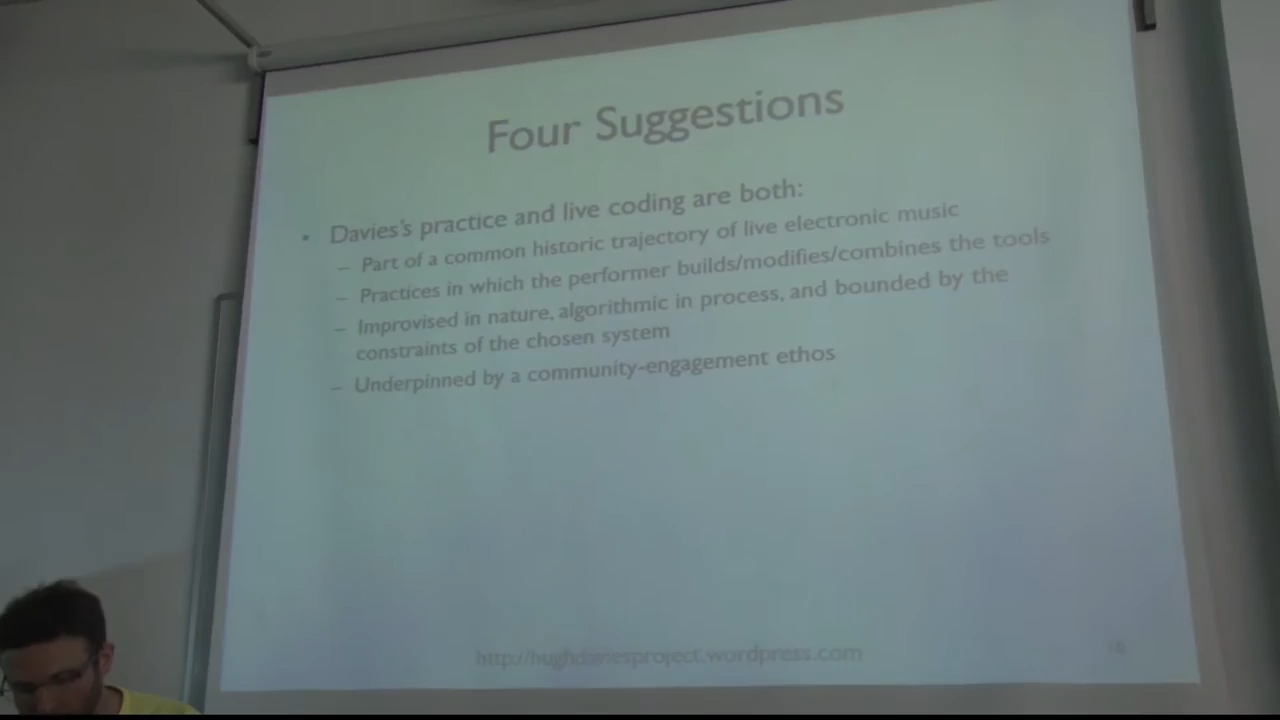 Four Suggestions
• Davies's practice and live coding are both:
– Part of a common historic trajectory of live electronic music
– Practices in which the performer builds/modifies/combines the tools
– Improvised in nature, algorithmic in process, and bounded by the
constraints of the chosen system
– Underpinned by a community-engagement ethos
http://hughdaviesproject.wordpress.com